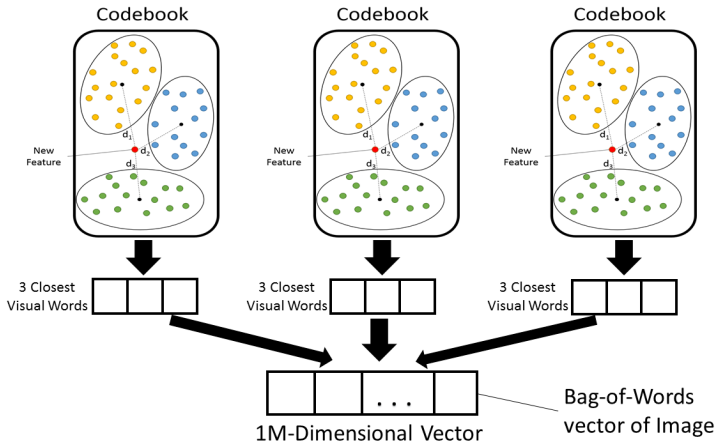 Codebook
Codebook
Codebook
d1
d2
d3
New
Feature
d1
d2
d3
New
Feature
d1
d2
d3
New
Feature
3 Closest
Visual Words
3 Closest
Visual Words
3 Closest
Visual Words
...
1M-Dimensional Vector
Bag-of-Words
vector of Image